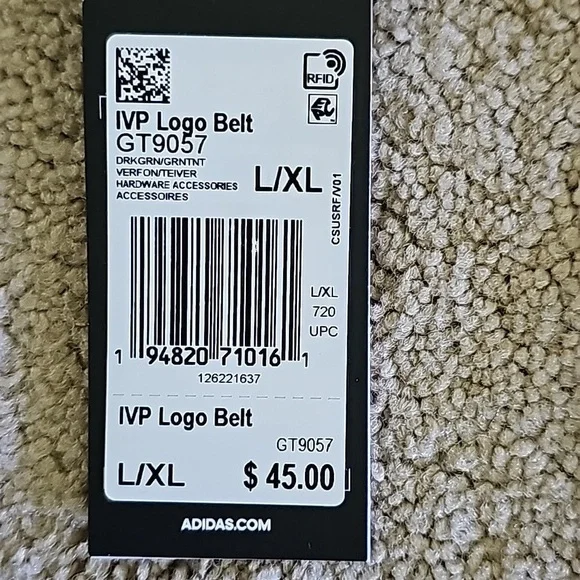 RFID
IVP Logo Belt
GT9057
DRKGRN/GRNTNT
VERFON/TEIVER
HARDWARE ACCESSORIES
ACCESSOIRES
L/XL
CSUSRF/V01
L/XL
720
UPC
1 94820 71016 1
126221637
IVP Logo Belt
GT9057
L/XL
$ 45.00
ADIDAS.COM